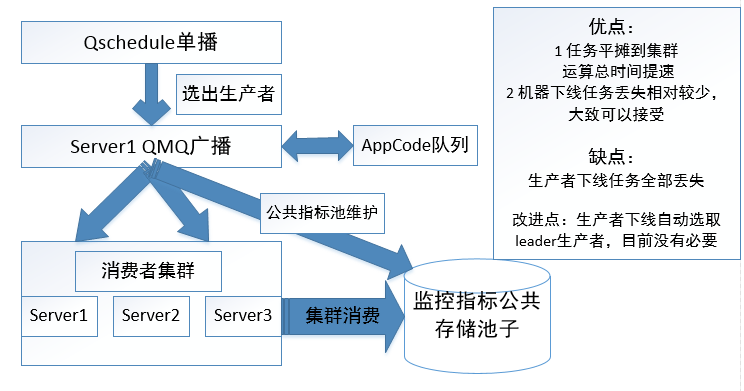 Qschedule单播
选出生产者
Server1 QMQ广播
AppCode队列
公共指标池维护
消费者集群
Server1
Server2
Server3
集群消费
监控指标公共
存储池子
优点：
1 任务平摊到集群
运算总时间提速
2 机器下线任务丢失相对较少，
大致可以接受
缺点：
生产者下线任务全部丢失
改进点：生产者下线自动选取
leader生产者，目前没有必要